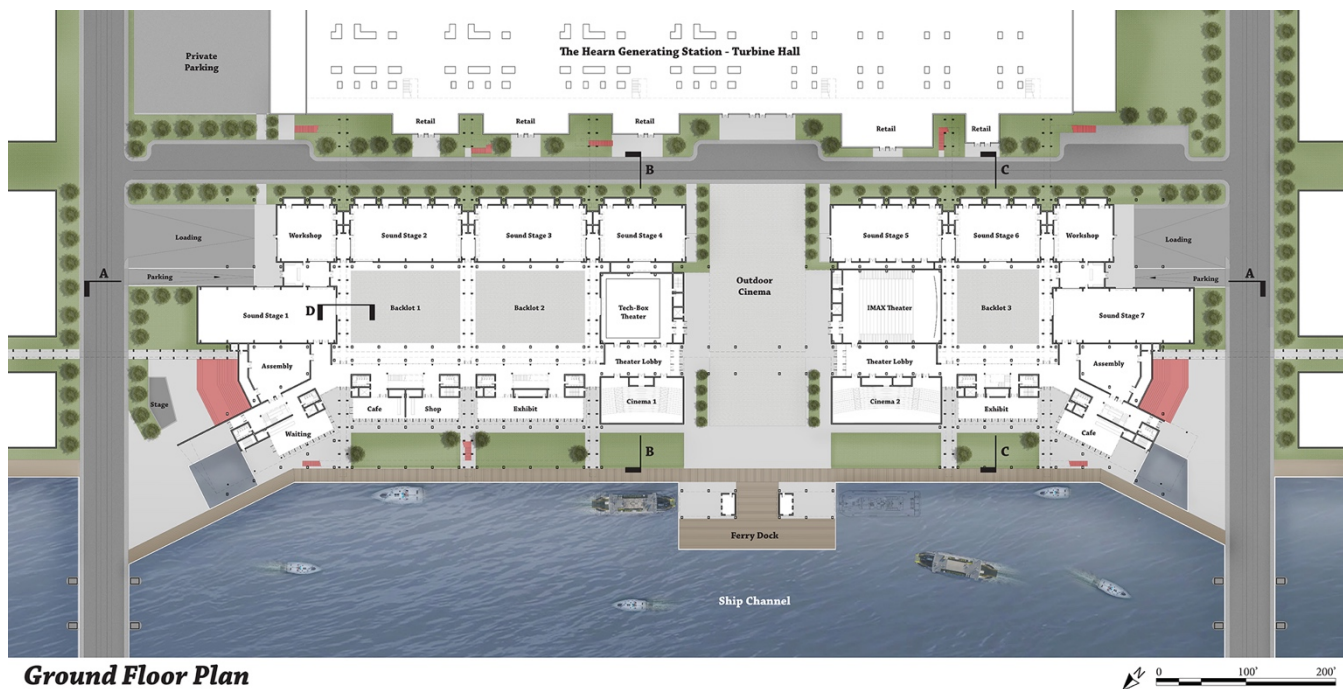 The Hearn Generating Station - Turbine Hall
Private
Parking
Retail
Retail
Retail
Retail
Retail
B
C
Loading
Workshop
Sound Stage 2
Sound Stage 3
Sound Stage 4
Sound Stage 5
Sound Stage 6
Workshop
Loading
A
Parking
Outdoor
Cinema
Parking
A
Sound Stage 1
D
Backlot 1
Backlot 2
Tech-Box
Theater
IMAX Theater
Backlot 3
Sound Stage 7
Assembly
Theater Lobby
Theater Lobby
Assembly
Stage
Cafe
Shop
Exhibit
Cinema 1
Cinema 2
Exhibit
Waiting
Cafe
B
C
Ferry Dock
Ship Channel
Ground Floor Plan
N
0
100'
200'